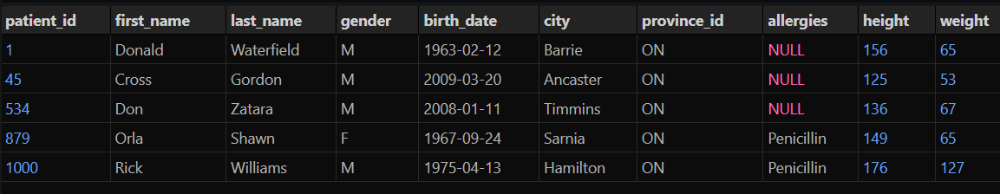 patient_id first_name last_name gender birth_date city province_id allergies height weight
1 Donald Waterfield M 1963-02-12 Barrie ON NULL 156 65
45 Cross Gordon M 2009-03-20 Ancaster ON NULL 125 53
534 Don Zatara M 2008-01-11 Timmins ON NULL 136 67
879 Orla Shawn F 1967-09-24 Sarnia ON Penicillin 149 65
1000 Rick Williams M 1975-04-13 Hamilton ON Penicillin 176 127